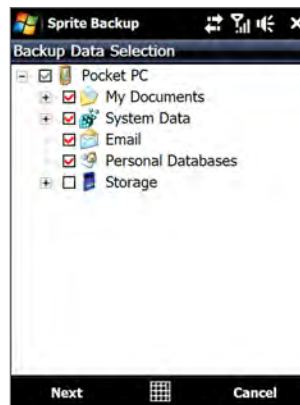 Sprite Backup
Backup Data Selection
Pocket PC
My Documents
System Data
Email
Personal Databases
Storage
Next
Cancel